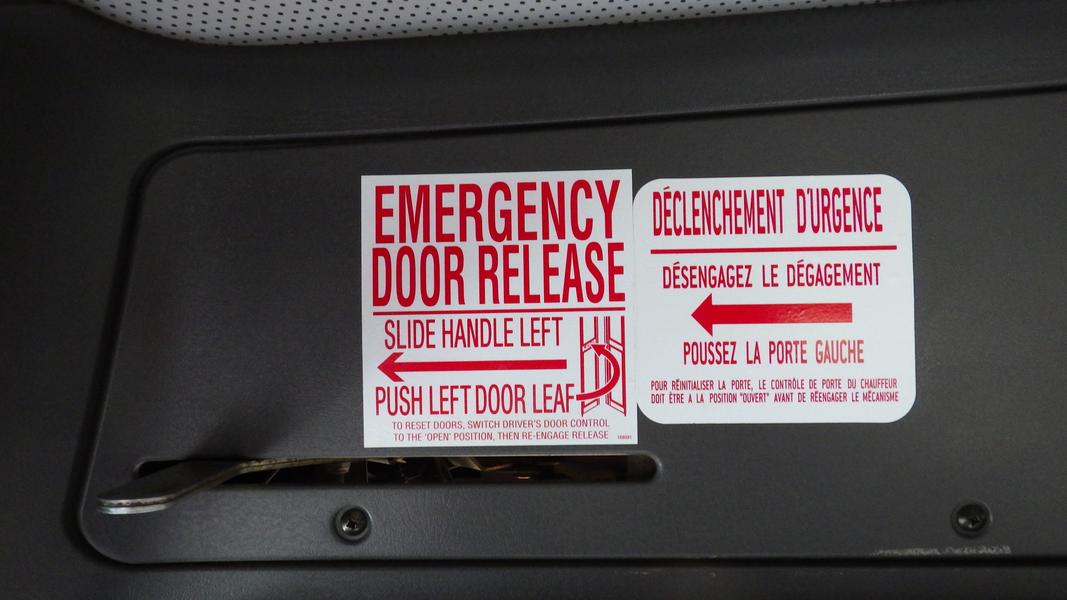 EMERGENCY
DOOR RELEASE
SLIDE HANDLE LEFT
PUSH LEFT DOOR LEAF
TO RESET DOORS, SWITCH DRIVER'S DOOR CONTROL
TO THE 'OPEN' POSITION, THEN RE-ENGAGE RELEASE
DÉCLENCHEMENT D'URGENCE
DÉSENGAGEZ LE DÉGAGEMENT
POUSSEZ LA PORTE GAUCHE
POUR RÉINITIALISER LA PORTE, LE CONTRÔLE DE PORTE DU CHAUFFEUR
DOIT ÊTRE A LA POSITION "OUVERT" AVANT DE RÉENGAGER LE MÉCANISME